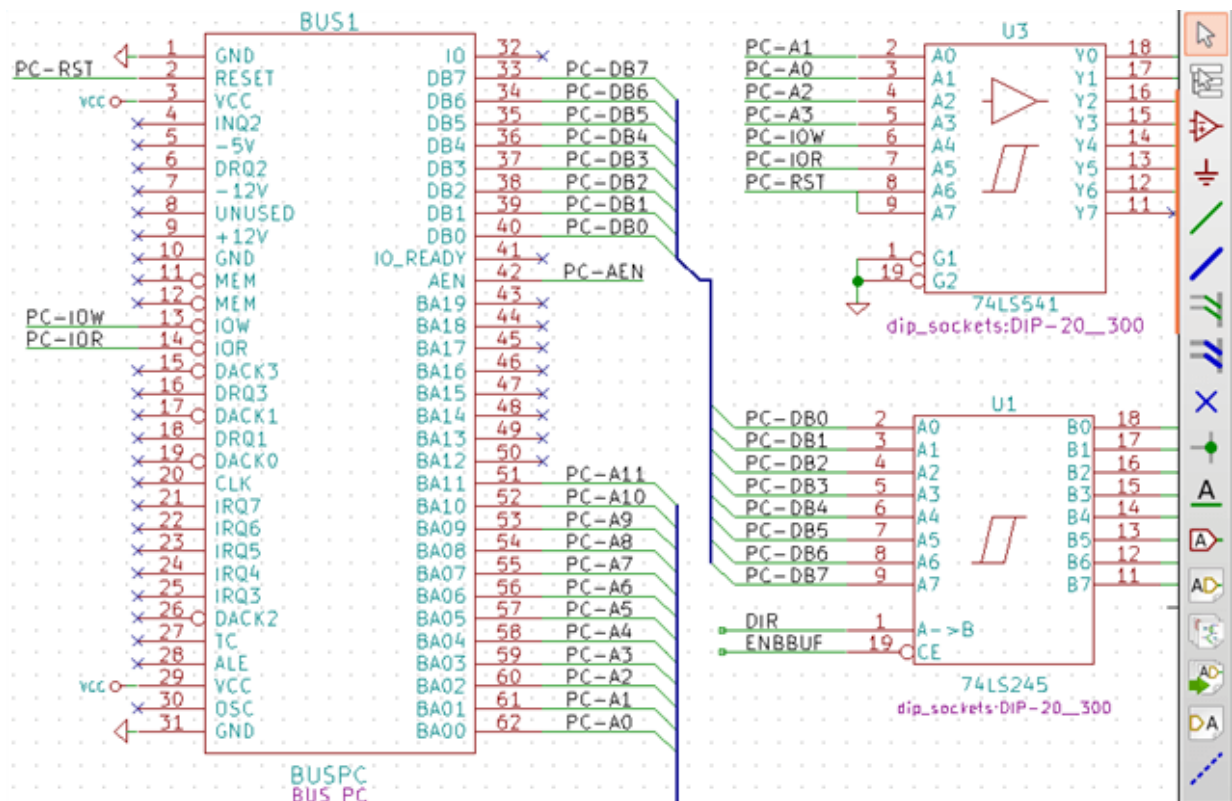 BUS1
1 GND IO 32
PC-RST 2 RESET DB7 33 PC-DB7
VCC 3 VCC DB6 34 PC-DB6
4 INQ2 DB5 35 PC-DB5
5 -5V DB4 36 PC-DB4
6 DRQ2 DB3 37 PC-DB3
7 -12V DB2 38 PC-DB2
8 UNUSED DB1 39 PC-DB1
9 +12V DB0 40 PC-DB0
10 GND IO_READY 41
11 MEM AEN 42 PC-AEN
12 MEM BA19 43
PC-IOW 13 IOW BA18 44
PC-IOR 14 IOR BA17 45
15 DACK3 BA16 46
16 DRQ3 BA15 47
17 DACK1 BA14 48
18 DRQ1 BA13 49
19 DACK0 BA12 50
20 CLK BA11 51 PC-A11
21 IRQ7 BA10 52 PC-A10
22 IRQ6 BA09 53 PC-A9
23 IRQ5 BA08 54 PC-A8
24 IRQ4 BA07 55 PC-A7
25 IRQ3 BA06 56 PC-A6
26 DACK2 BA05 57 PC-A5
27 TC BA04 58 PC-A4
28 ALE BA03 59 PC-A3
VCC 29 VCC BA02 60 PC-A2
30 OSC BA01 61 PC-A1
31 GND BA00 62 PC-A0
BUSPC
BUS_PC
U3
PC-A1 2 A0 Y0 18
PC-A0 3 A1 Y1 17
PC-A2 4 A2 Y2 16
PC-A3 5 A3 Y3 15
PC-IOW 6 A4 Y4 14
PC-IOR 7 A5 Y5 13
PC-RST 8 A6 Y6 12
9 A7 Y7 11
1 G1
19 G2
74LS541
dip_sockets:DIP-20__300
U1
PC-DB0 2 A0 B0 18
PC-DB1 3 A1 B1 17
PC-DB2 4 A2 B2 16
PC-DB3 5 A3 B3 15
PC-DB4 6 A4 B4 14
PC-DB5 7 A5 B5 13
PC-DB6 8 A6 B6 12
PC-DB7 9 A7 B7 11
DIR 1 A->B
ENBBUF 19 CE
74LS245
dip_sockets:DIP-20__300
A
A
A
A
A